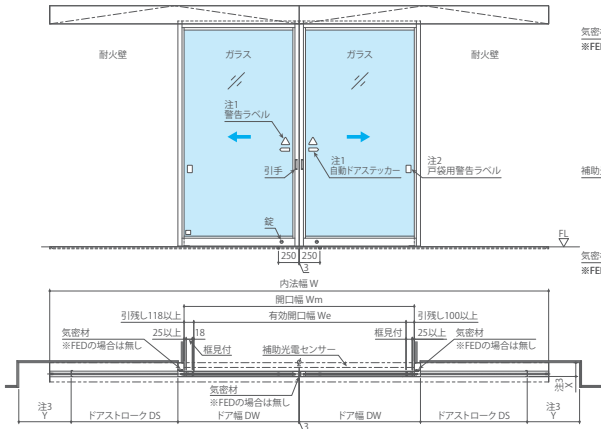 耐火壁
ガラス
ガラス
耐火壁
注1
警告ラベル
引手
注1
自動ドアステッカー
注2
戸袋用警告ラベル
錠
FL
250
250
3
内法幅 W
開口幅 Wm
引残し118以上
有効開口幅 We
引残し100以上
気密材
※FEDの場合は無し
25以上
18
框見付
補助光電センサー
框見付
25以上
気密材
※FEDの場合は無し
気密材
※FEDの場合は無し
注3
X
注3
Y
ドアストローク DS
ドア幅 DW
ドア幅 DW
ドアストローク DS
注3
Y
3
気密
※FE
補助
気密
※FE